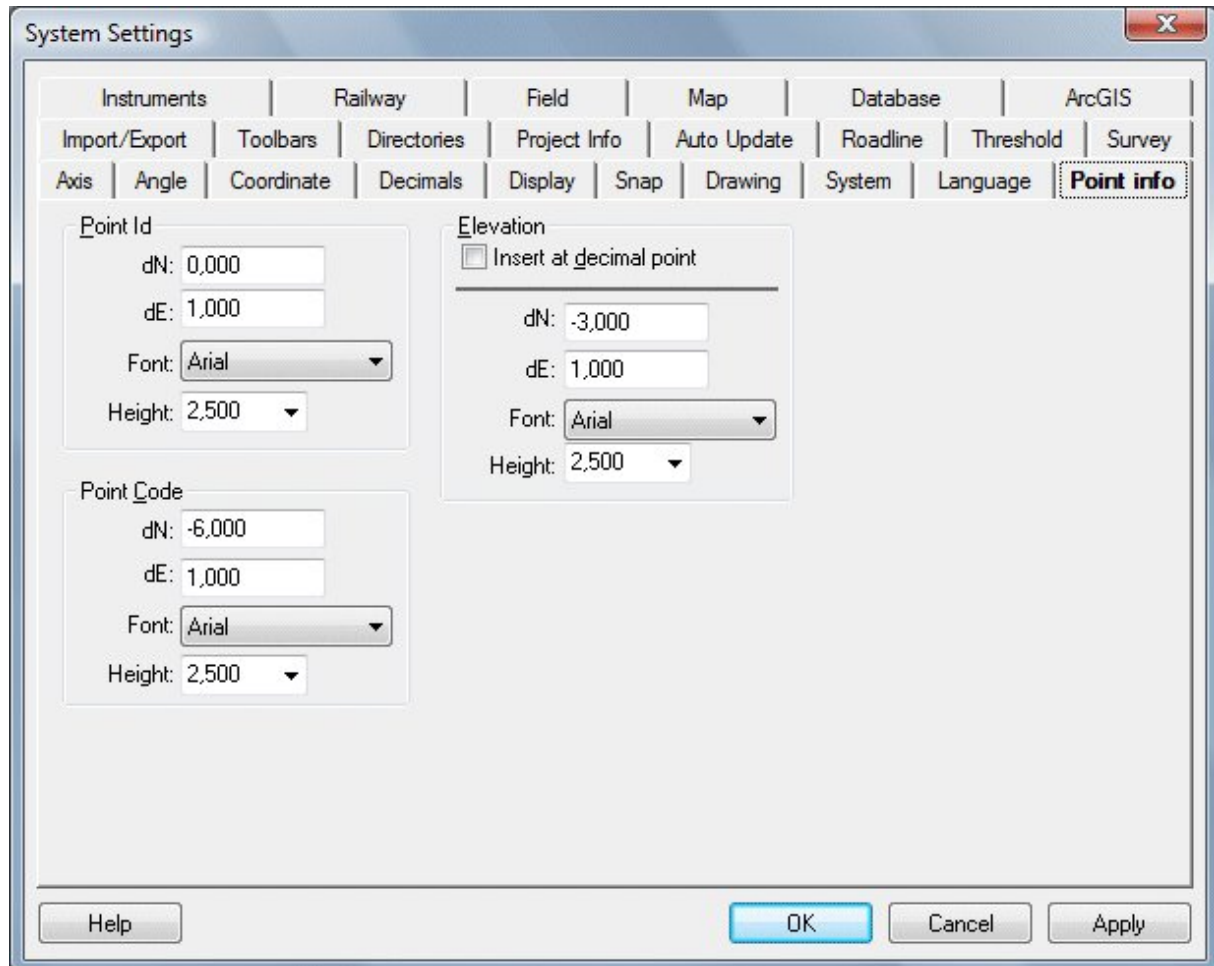 System Settings
Instruments Railway Field Map Database ArcGIS
Import/Export Toolbars Directories Project Info Auto Update Roadline Threshold Survey
Axis Angle Coordinate Decimals Display Snap Drawing System Language Point info
Point Id
dN: 0,000
dE: 1,000
Font: Arial
Height: 2,500
Point Code
dN: -6,000
dE: 1,000
Font: Arial
Height: 2,500
Elevation
Insert at decimal point
dN: -3,000
dE: 1,000
Font: Arial
Height: 2,500
Help OK Cancel Apply